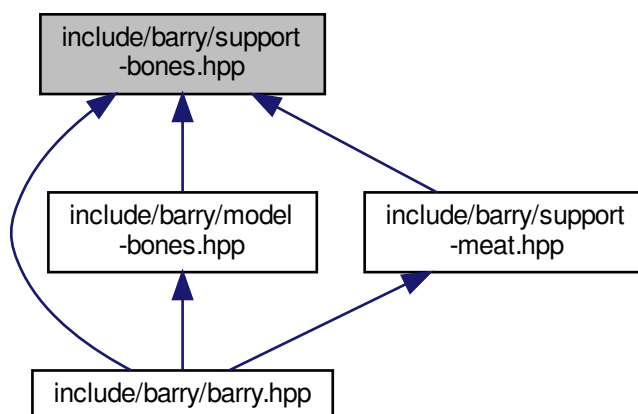 include/barry/support
-bones.hpp
include/barry/model
-bones.hpp
include/barry/support
-meat.hpp
include/barry/barry.hpp